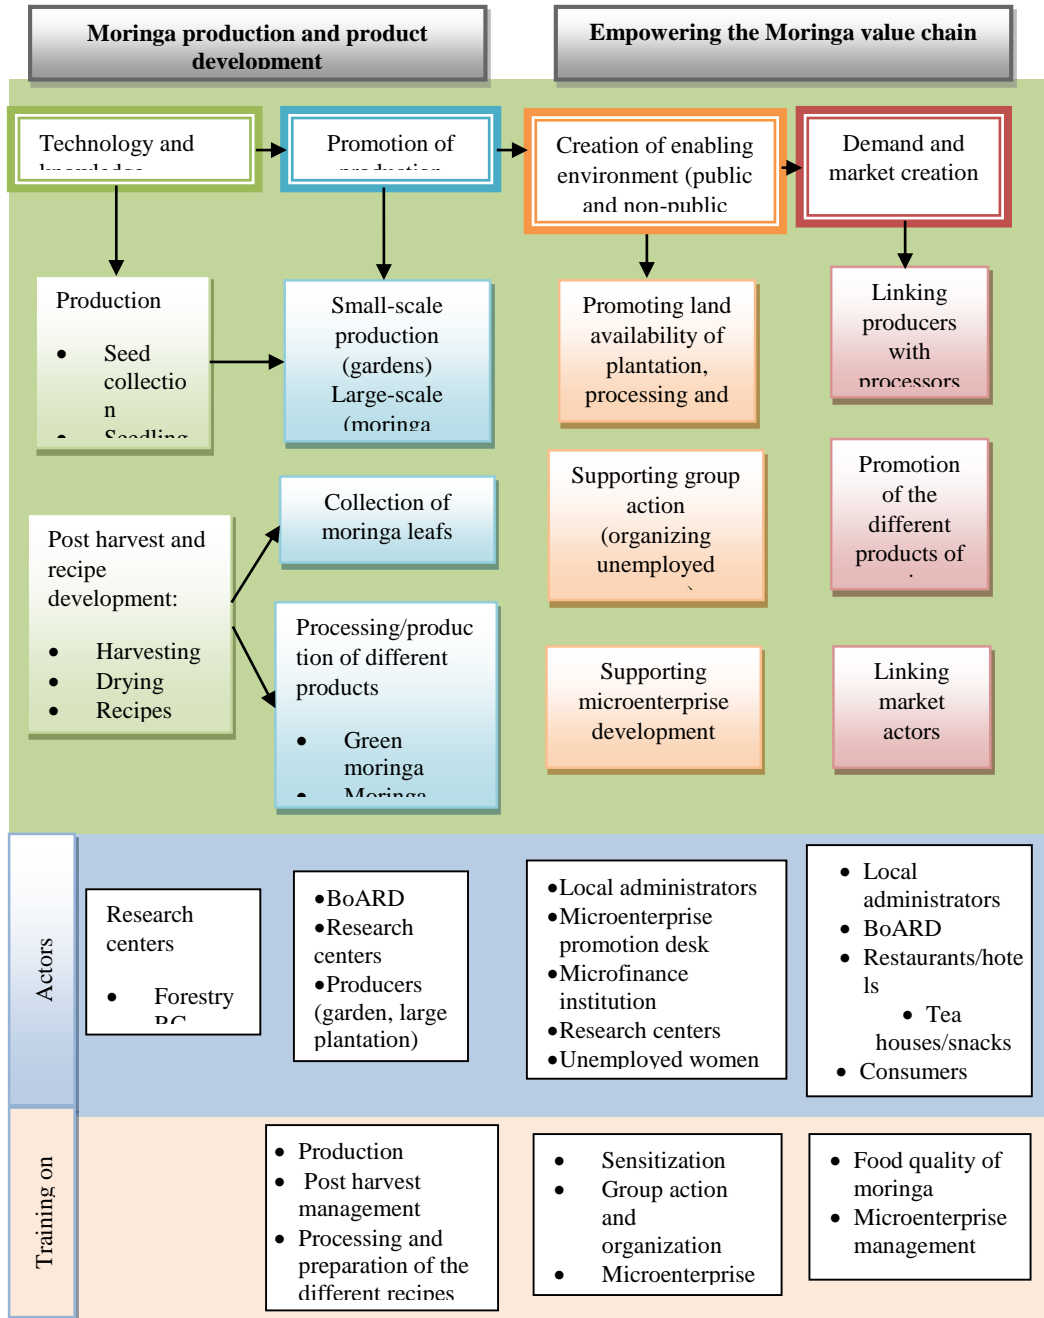 Moringa production and product
development
Empowering the Moringa value chain
Technology and
knowledge
Promotion of
production
Creation of enabling
environment (public
and non-public
Demand and
market creation
Production
• Seed
collectio
n
• Seedling
Small-scale
production
(gardens)
Large-scale
(moringa
Promoting land
availability of
plantation,
processing and
Linking
producers
with
processors
Post harvest and
recipe
development:
• Harvesting
• Drying
• Recipes
Collection of
moringa leafs
Supporting group
action
(organizing
unemployed
Promotion
of the
different
products of
Processing/produc
tion of different
products
• Green
moringa
• Moringa
Supporting
microenterprise
development
Linking
market
actors
Actors
Research
centers
• Forestry
RC
•BoARD
•Research
centers
•Producers
(garden, large
plantation)
•Local administrators
•Microenterprise
promotion desk
•Microfinance
institution
•Research centers
•Unemployed women
• Local
administrators
• BoARD
• Restaurants/hote
ls
• Tea
houses/snacks
• Consumers
Training on
• Production
• Post harvest
management
• Processing and
preparation of the
different recipes
• Sensitization
• Group action
and
organization
• Microenterprise
• Food quality of
moringa
• Microenterprise
management